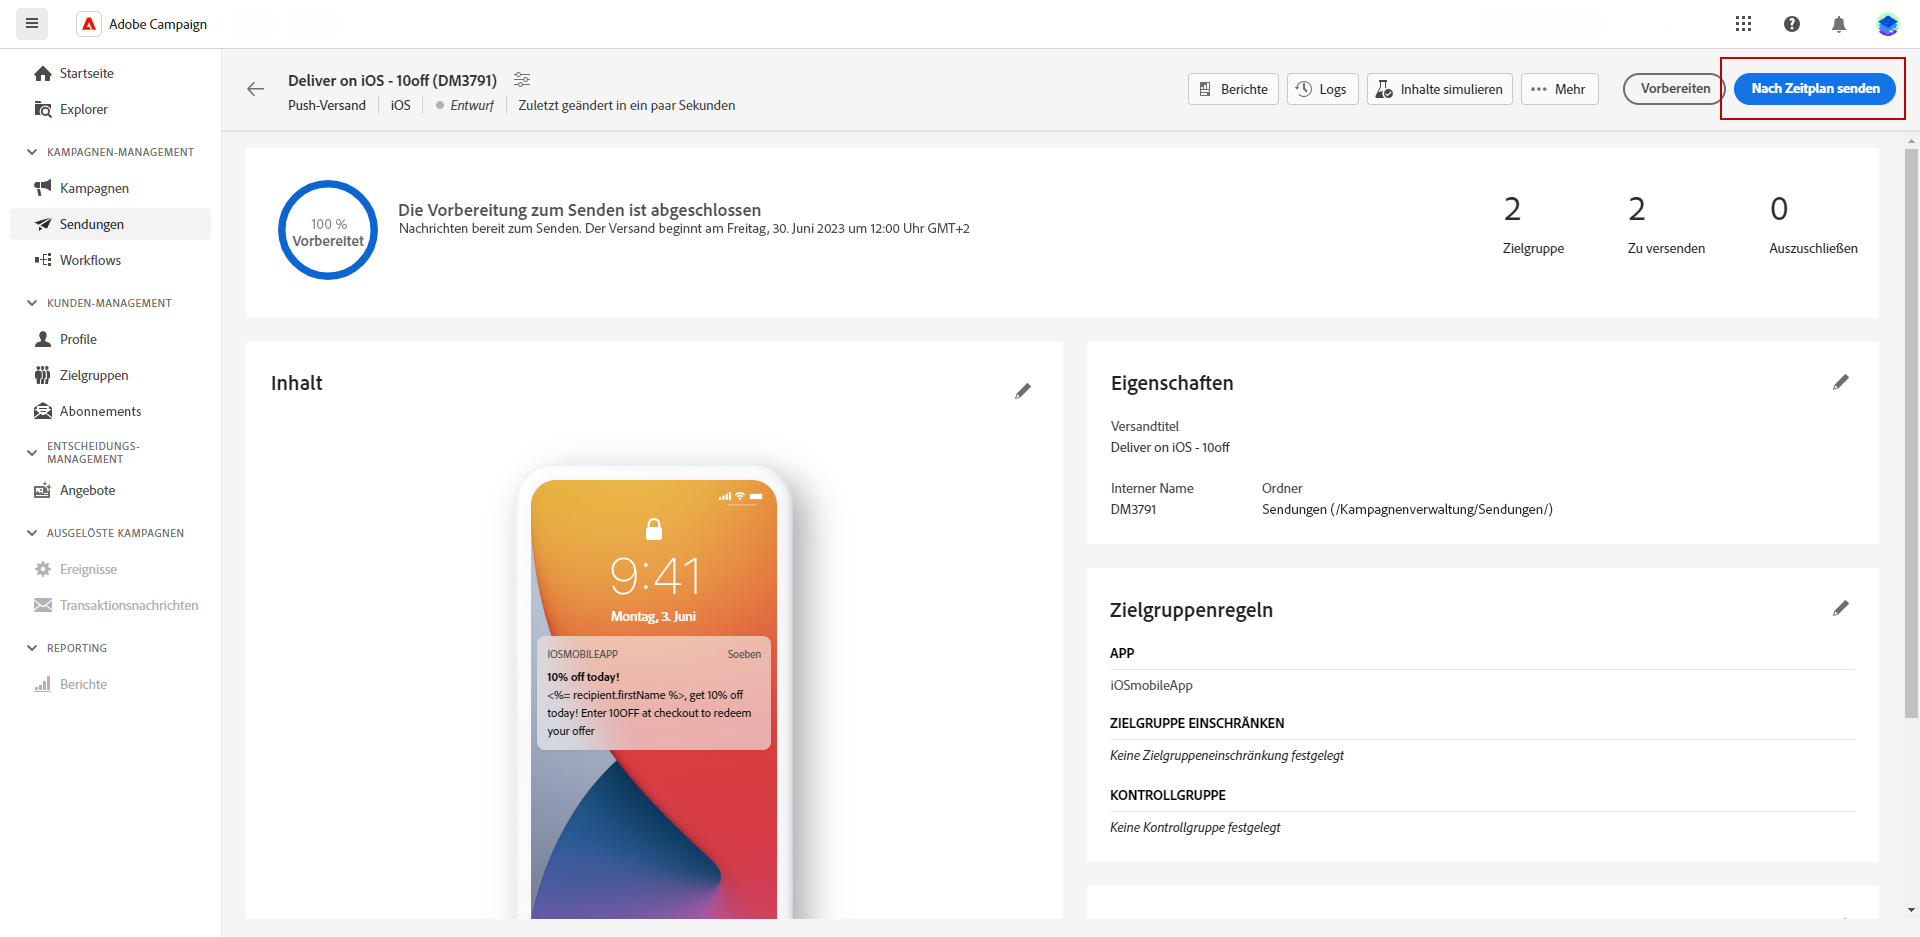 Adobe Campaign
Startseite
Explorer
KAMPAGNEN-MANAGEMENT
Kampagnen
Sendungen
Workflows
KUNDEN-MANAGEMENT
Profile
Zielgruppen
Abonnements
ENTSCHEIDUNGS-
MANAGEMENT
Angebote
AUSGELÖSTE KAMPAGNEN
Ereignisse
Transaktionsnachrichten
REPORTING
Berichte
Deliver on iOS - 10off (DM3791)
Push-Versand iOS Entwurf Zuletzt geändert in ein paar Sekunden
Berichte Logs Inhalte simulieren Mehr Vorbereiten Nach Zeitplan senden
100 %
Vorbereitet
Die Vorbereitung zum Senden ist abgeschlossen
Nachrichten bereit zum Senden. Der Versand beginnt am Freitag, 30. Juni 2023 um 12:00 Uhr GMT+2
2 2 0
Zielgruppe Zu versenden Auszuschließen
Inhalt
9:41
Montag, 3. Juni
IOSMOBILEAPP Soeben
10% off today!
<%= recipient.firstName %>, get 10% off
today! Enter 10OFF at checkout to redeem
your offer
Eigenschaften
Versandtitel
Deliver on iOS - 10off
Interner Name Ordner
DM3791 Sendungen (/Kampagnenverwaltung/Sendungen/)
Zielgruppenregeln
APP
iOSmobileApp
ZIELGRUPPE EINSCHRÄNKEN
Keine Zielgruppeneinschränkung festgelegt
KONTROLLGRUPPE
Keine Kontrollgruppe festgelegt